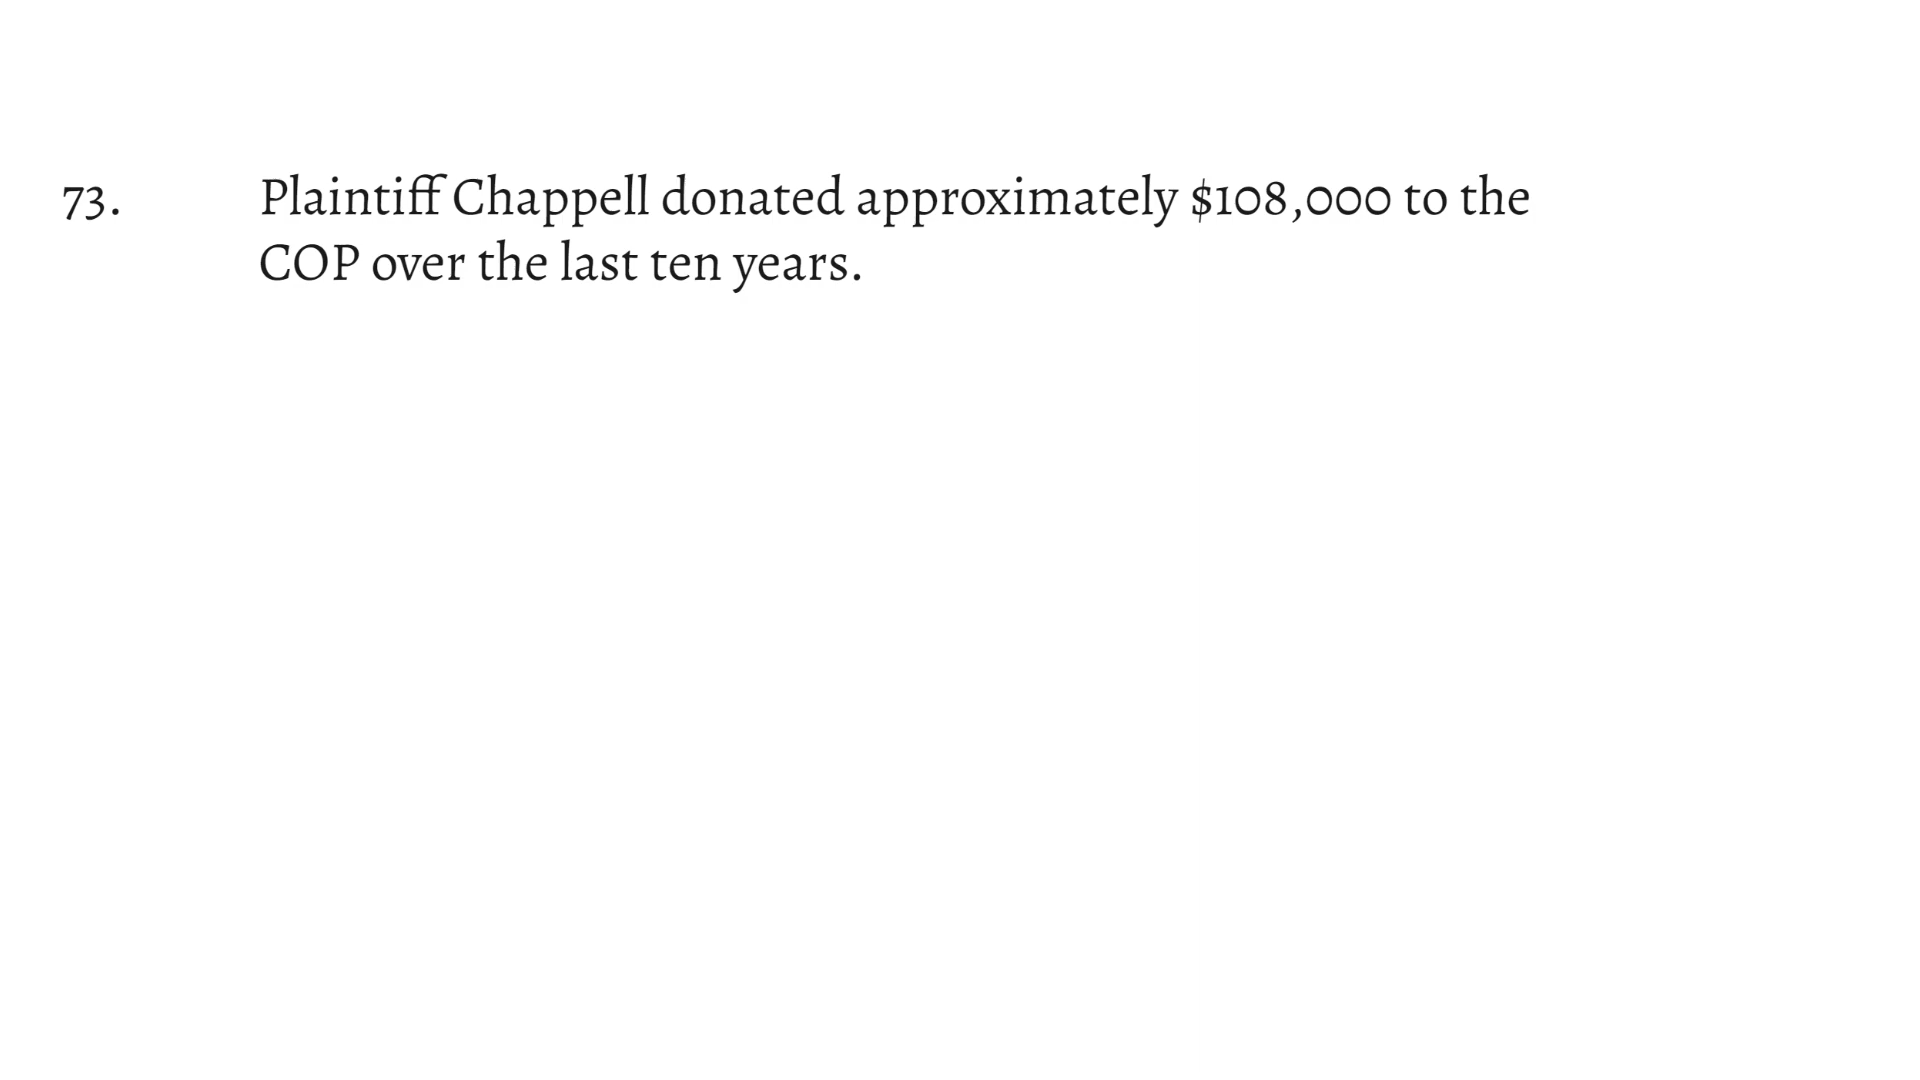 73. Plaintiff Chappell donated approximately $108,000 to the
COP over the last ten years.